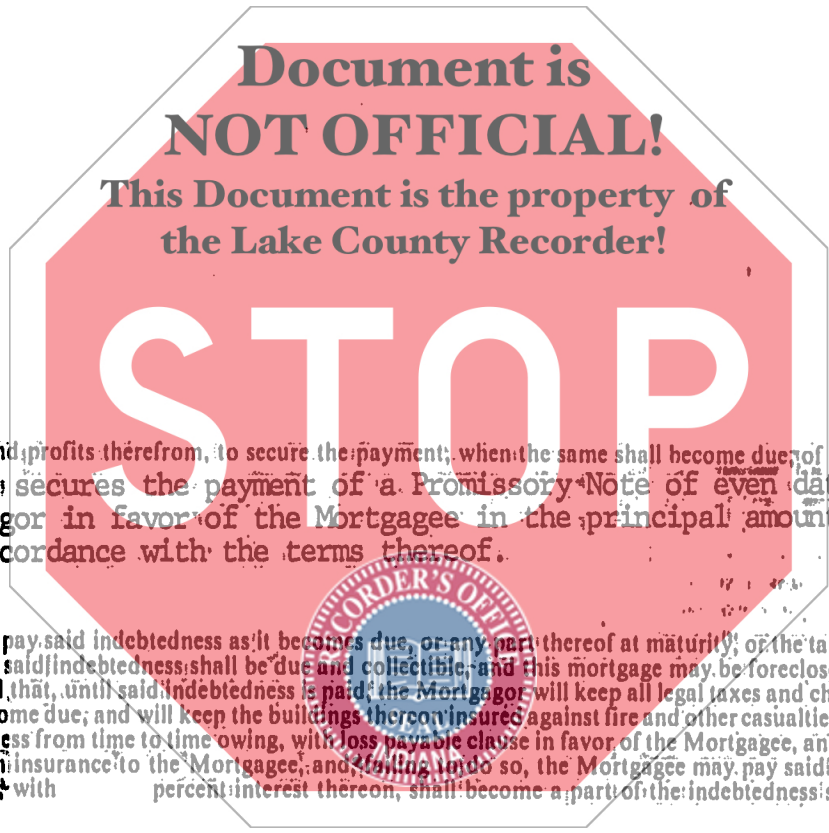 Document is
NOT OFFICIAL!
This Document is the property of
the Lake County Recorder!
STOP
profits therefrom, to secure the payment, when the same shall become due, of
secures the payment of a Promissory Note of even
in favor of the Mortgagee in the principal amount
with the terms thereof.
RECORDER'S OFFICE
pay said indebtedness as it becomes due, or any part thereof at maturity, or the
said indebtedness shall be due and collectible, and this mortgage may be
that, until said indebtedness is paid, the Mortgagor will keep all legal taxes and
due, and will keep the buildings thereon insured against fire and other
from time to time owing, with loss payable clause in favor of the Mortgagee,
insurance to the Mortgagee, and failing to do so, the Mortgagee may pay said
with percent interest thereon, shall become a part of the indebtedness